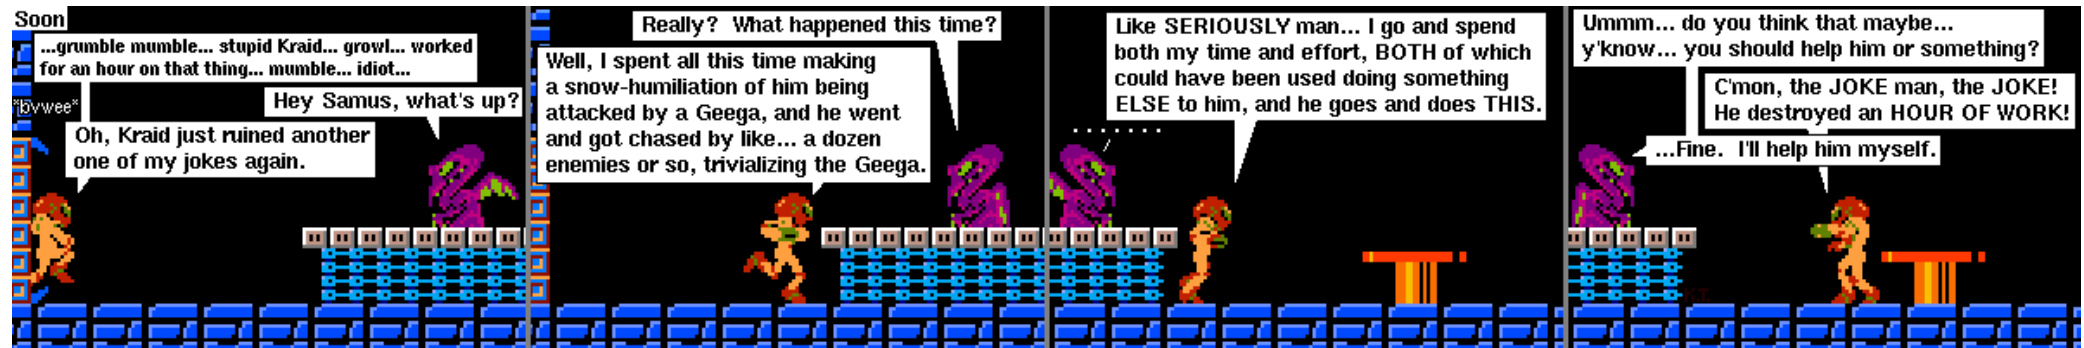 Soon
...grumble mumble... stupid Kraid... growl... worked
for an hour on that thing... mumble... idiot...
*bvwee*
Hey Samus, what's up?
Oh, Kraid just ruined another
one of my jokes again.
Really? What happened this time?
Well, I spent all this time making
a snow-humiliation of him being
attacked by a Geega, and he went
and got chased by like... a dozen
enemies or so, trivializing the Geega.
Like SERIOUSLY man... I go and spend
both my time and effort, BOTH of which
could have been used doing something
ELSE to him, and he goes and does THIS.
.......
Ummm... do you think that maybe...
y'know... you should help him or something?
C'mon, the JOKE man, the JOKE!
He destroyed an HOUR OF WORK!
...Fine. I'll help him myself.